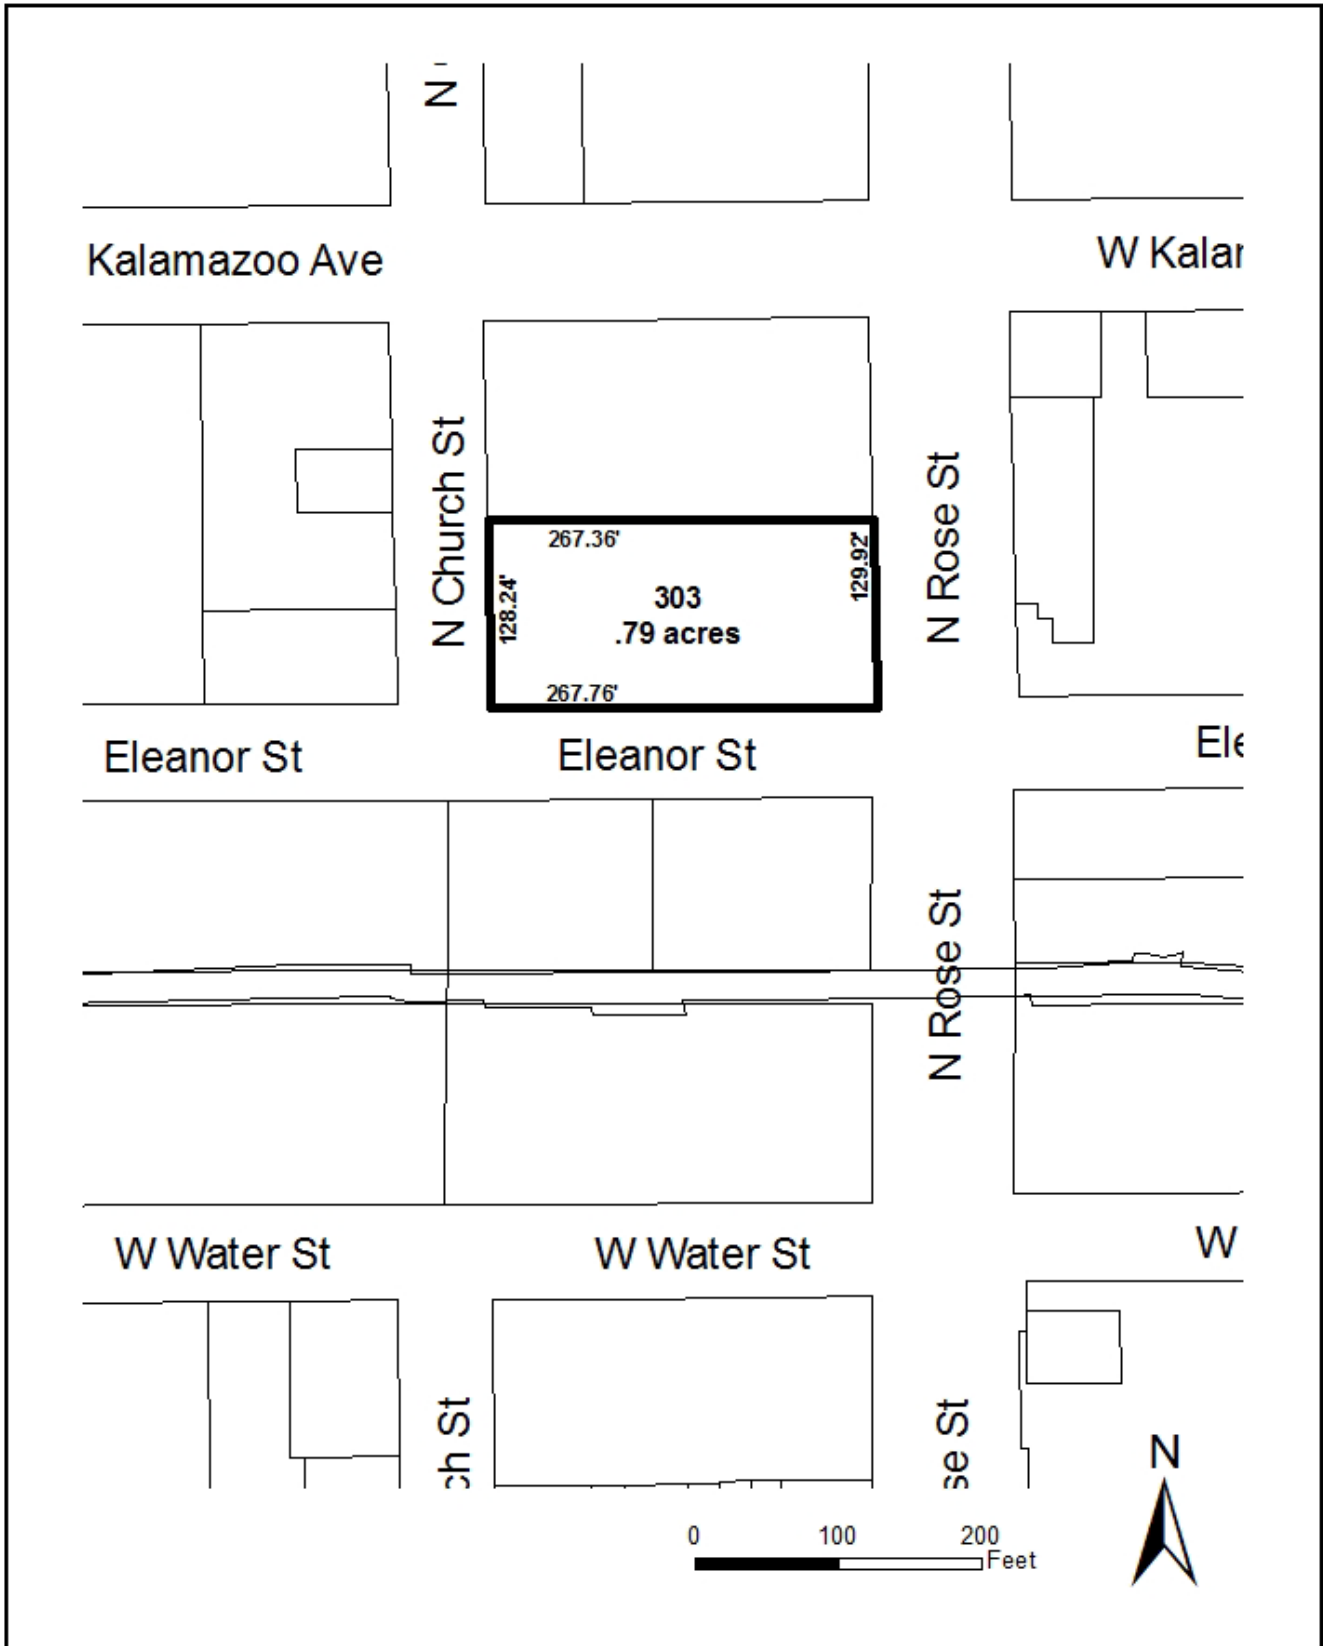 N
Kalamazoo Ave
W Kalar
N Church St
N Rose St
267.36'
129.92'
128.24'
303
.79 acres
267.76'
Eleanor St
Eleanor St
Ele
N Rose St
W Water St
W Water St
W
ch St
se St
N
0 100 200
Feet